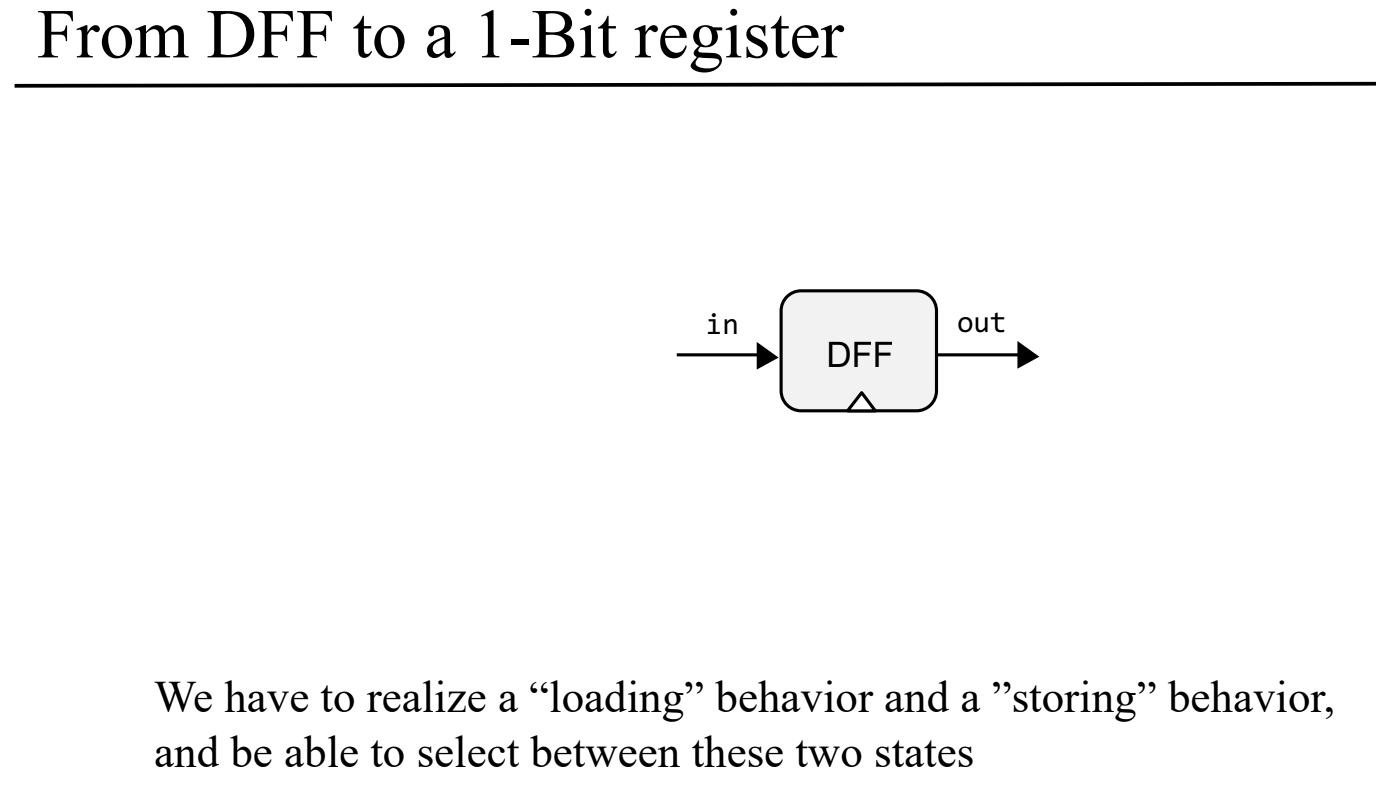 From DFF to a 1-Bit register
in
out
DFF
We have to realize a “loading” behavior and a ”storing” behavior,
and be able to select between these two states